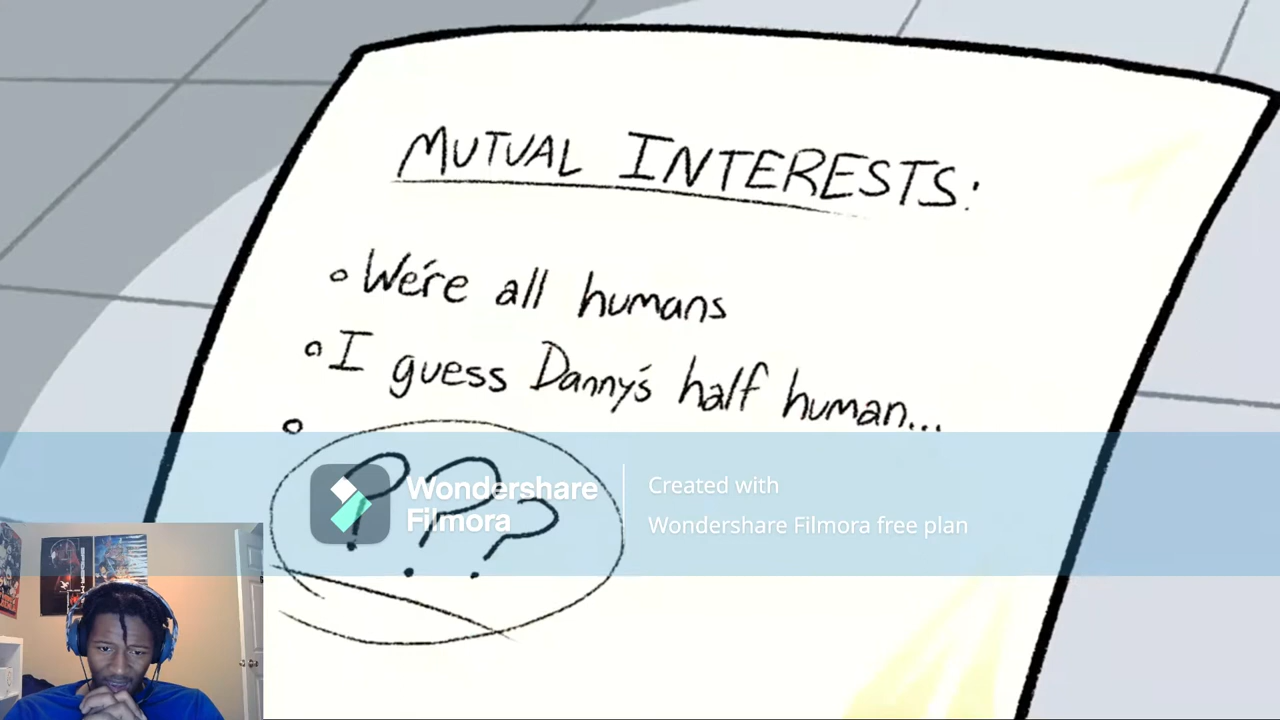 MUTUAL INTERESTS:
We're all humans
I guess Danny's half human...
???
Wondershare
Filmora
Created with
Wondershare Filmora free plan